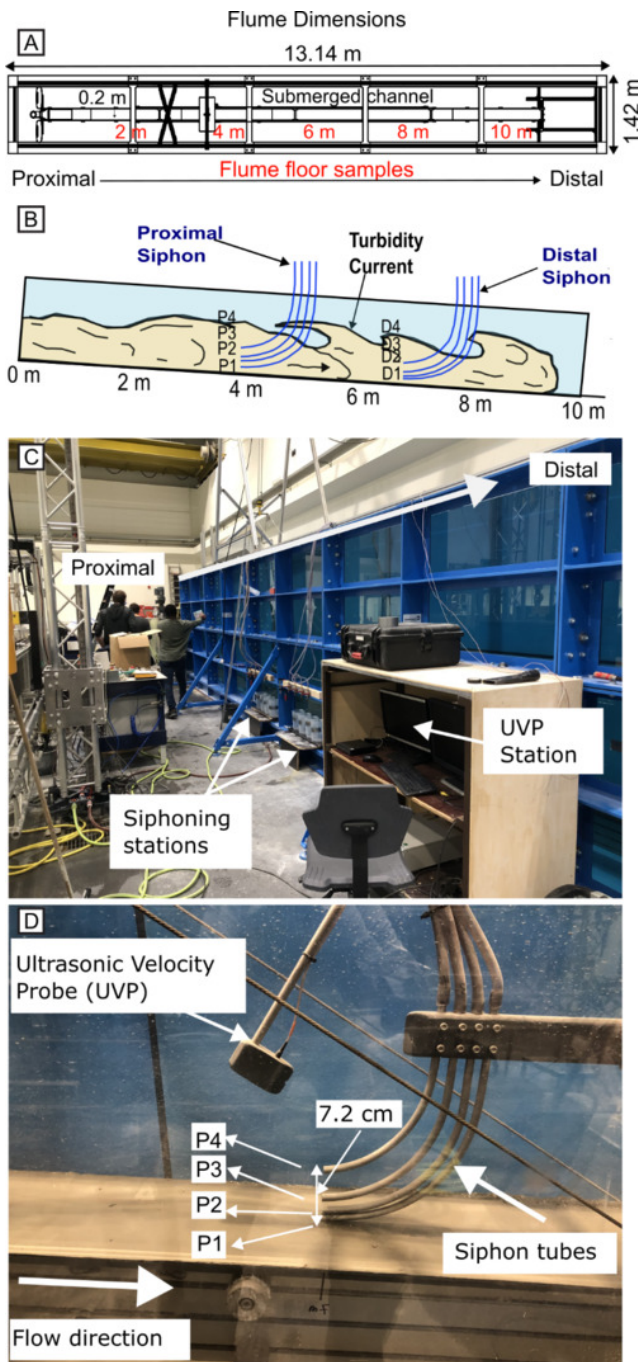 Flume Dimensions
A
13.14 m
0.2 m
Submerged channel
1.42 m
2 m 4 m 6 m 8 m 10 m
Flume floor samples
Proximal
Distal
B
Proximal
Siphon
Turbidity
Current
Distal
Siphon
P4
P3
P2
P1
D4
D3
D2
D1
0 m
2 m
4 m
6 m
8 m
10 m
C
Distal
Proximal
UVP
Station
Siphoning
stations
D
Ultrasonic Velocity
Probe (UVP)
7.2 cm
P4
P3
P2
P1
Siphon tubes
Flow direction